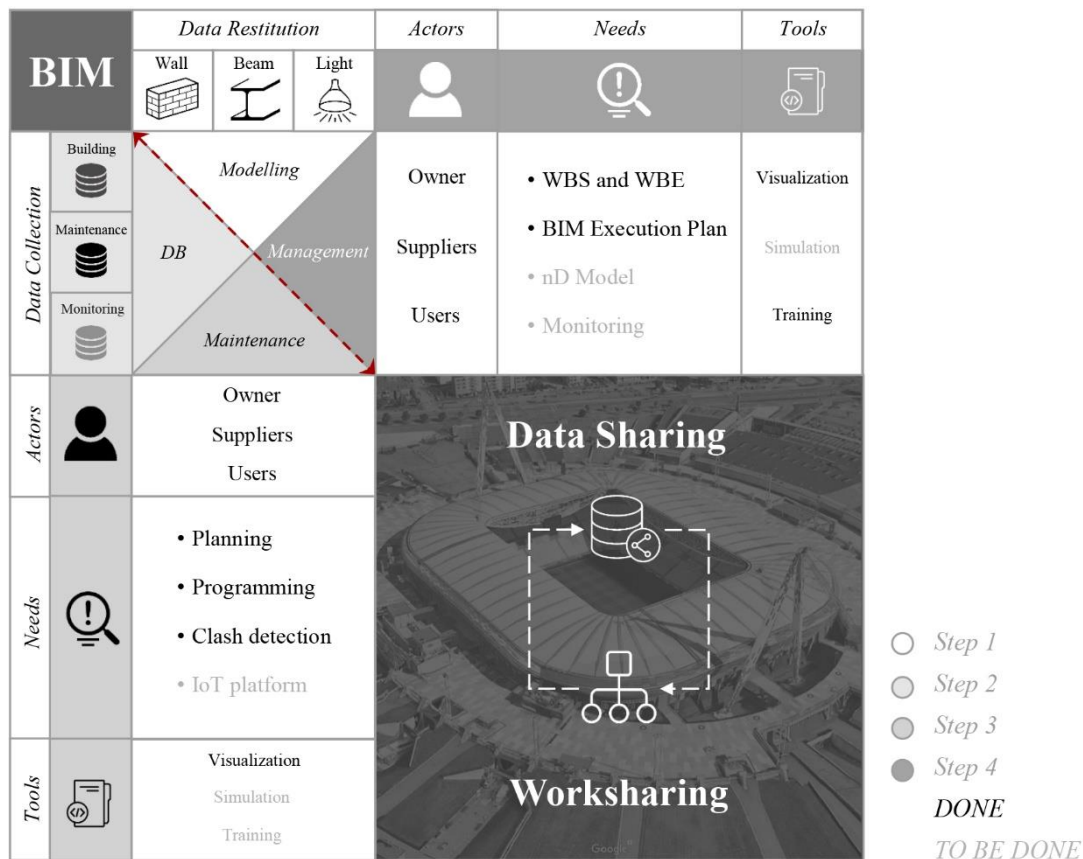 BIM
Data Restitution
Actors
Needs
Tools
Wall
Beam
Light
Data Collection
Building
Maintenance
Monitoring
Modelling
DB
Management
Maintenance
Owner
Suppliers
Users
• WBS and WBE
• BIM Execution Plan
• nD Model
• Monitoring
Visualization
Simulation
Training
Actors
Owner
Suppliers
Users
Needs
• Planning
• Programming
• Clash detection
• IoT platform
Tools
Visualization
Simulation
Training
Data Sharing
Worksharing
Google
Step 1
Step 2
Step 3
Step 4
DONE
TO BE DONE